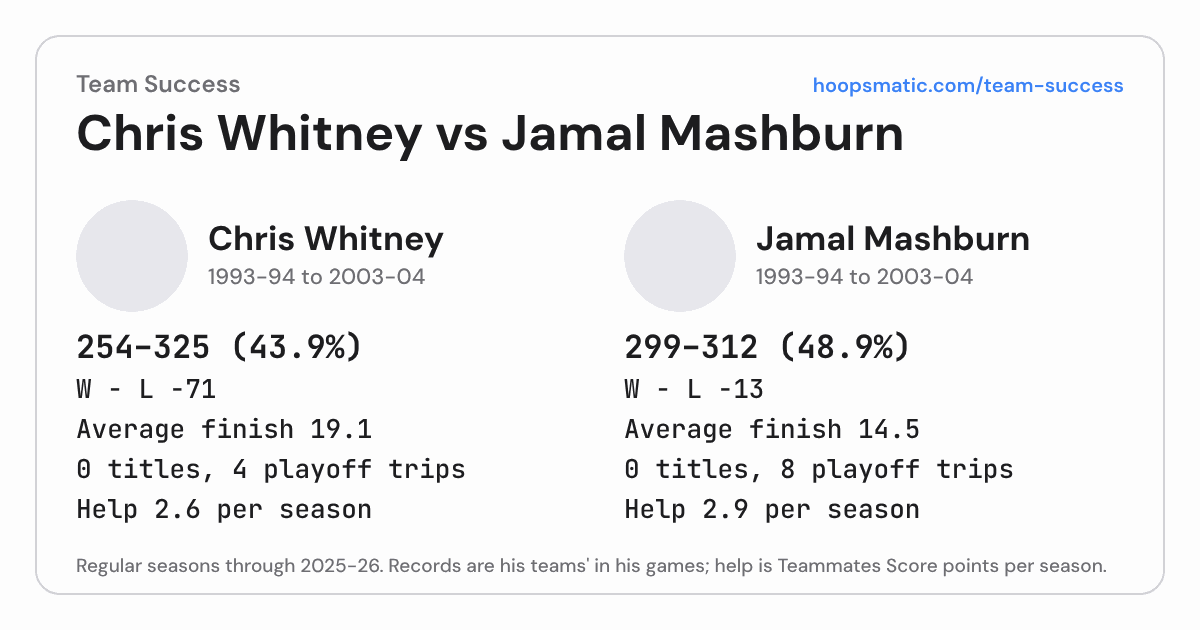 Team Success
hoopsmatic.com/team-success
Chris Whitney vs Jamal Mashburn
Chris Whitney
1993-94 to 2003-04
254-325 (43.9%)
W - L -71
Average finish 19.1
0 titles, 4 playoff trips
Help 2.6 per season
Jamal Mashburn
1993-94 to 2003-04
299-312 (48.9%)
W - L -13
Average finish 14.5
0 titles, 8 playoff trips
Help 2.9 per season
Regular seasons through 2025-26. Records are his teams' in his games; help is Teammates Score points per season.